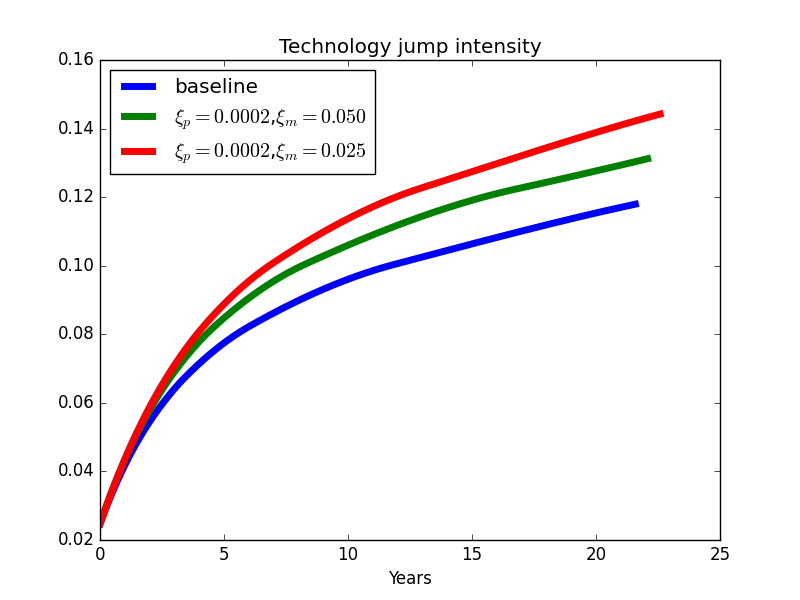 Technology jump intensity
0.16
0.14
0.12
0.10
0.08
0.06
0.04
0.02
baseline
ξₚ = 0.0002,ξₘ = 0.050
ξₚ = 0.0002,ξₘ = 0.025
0 5 10 15 20 25
Years